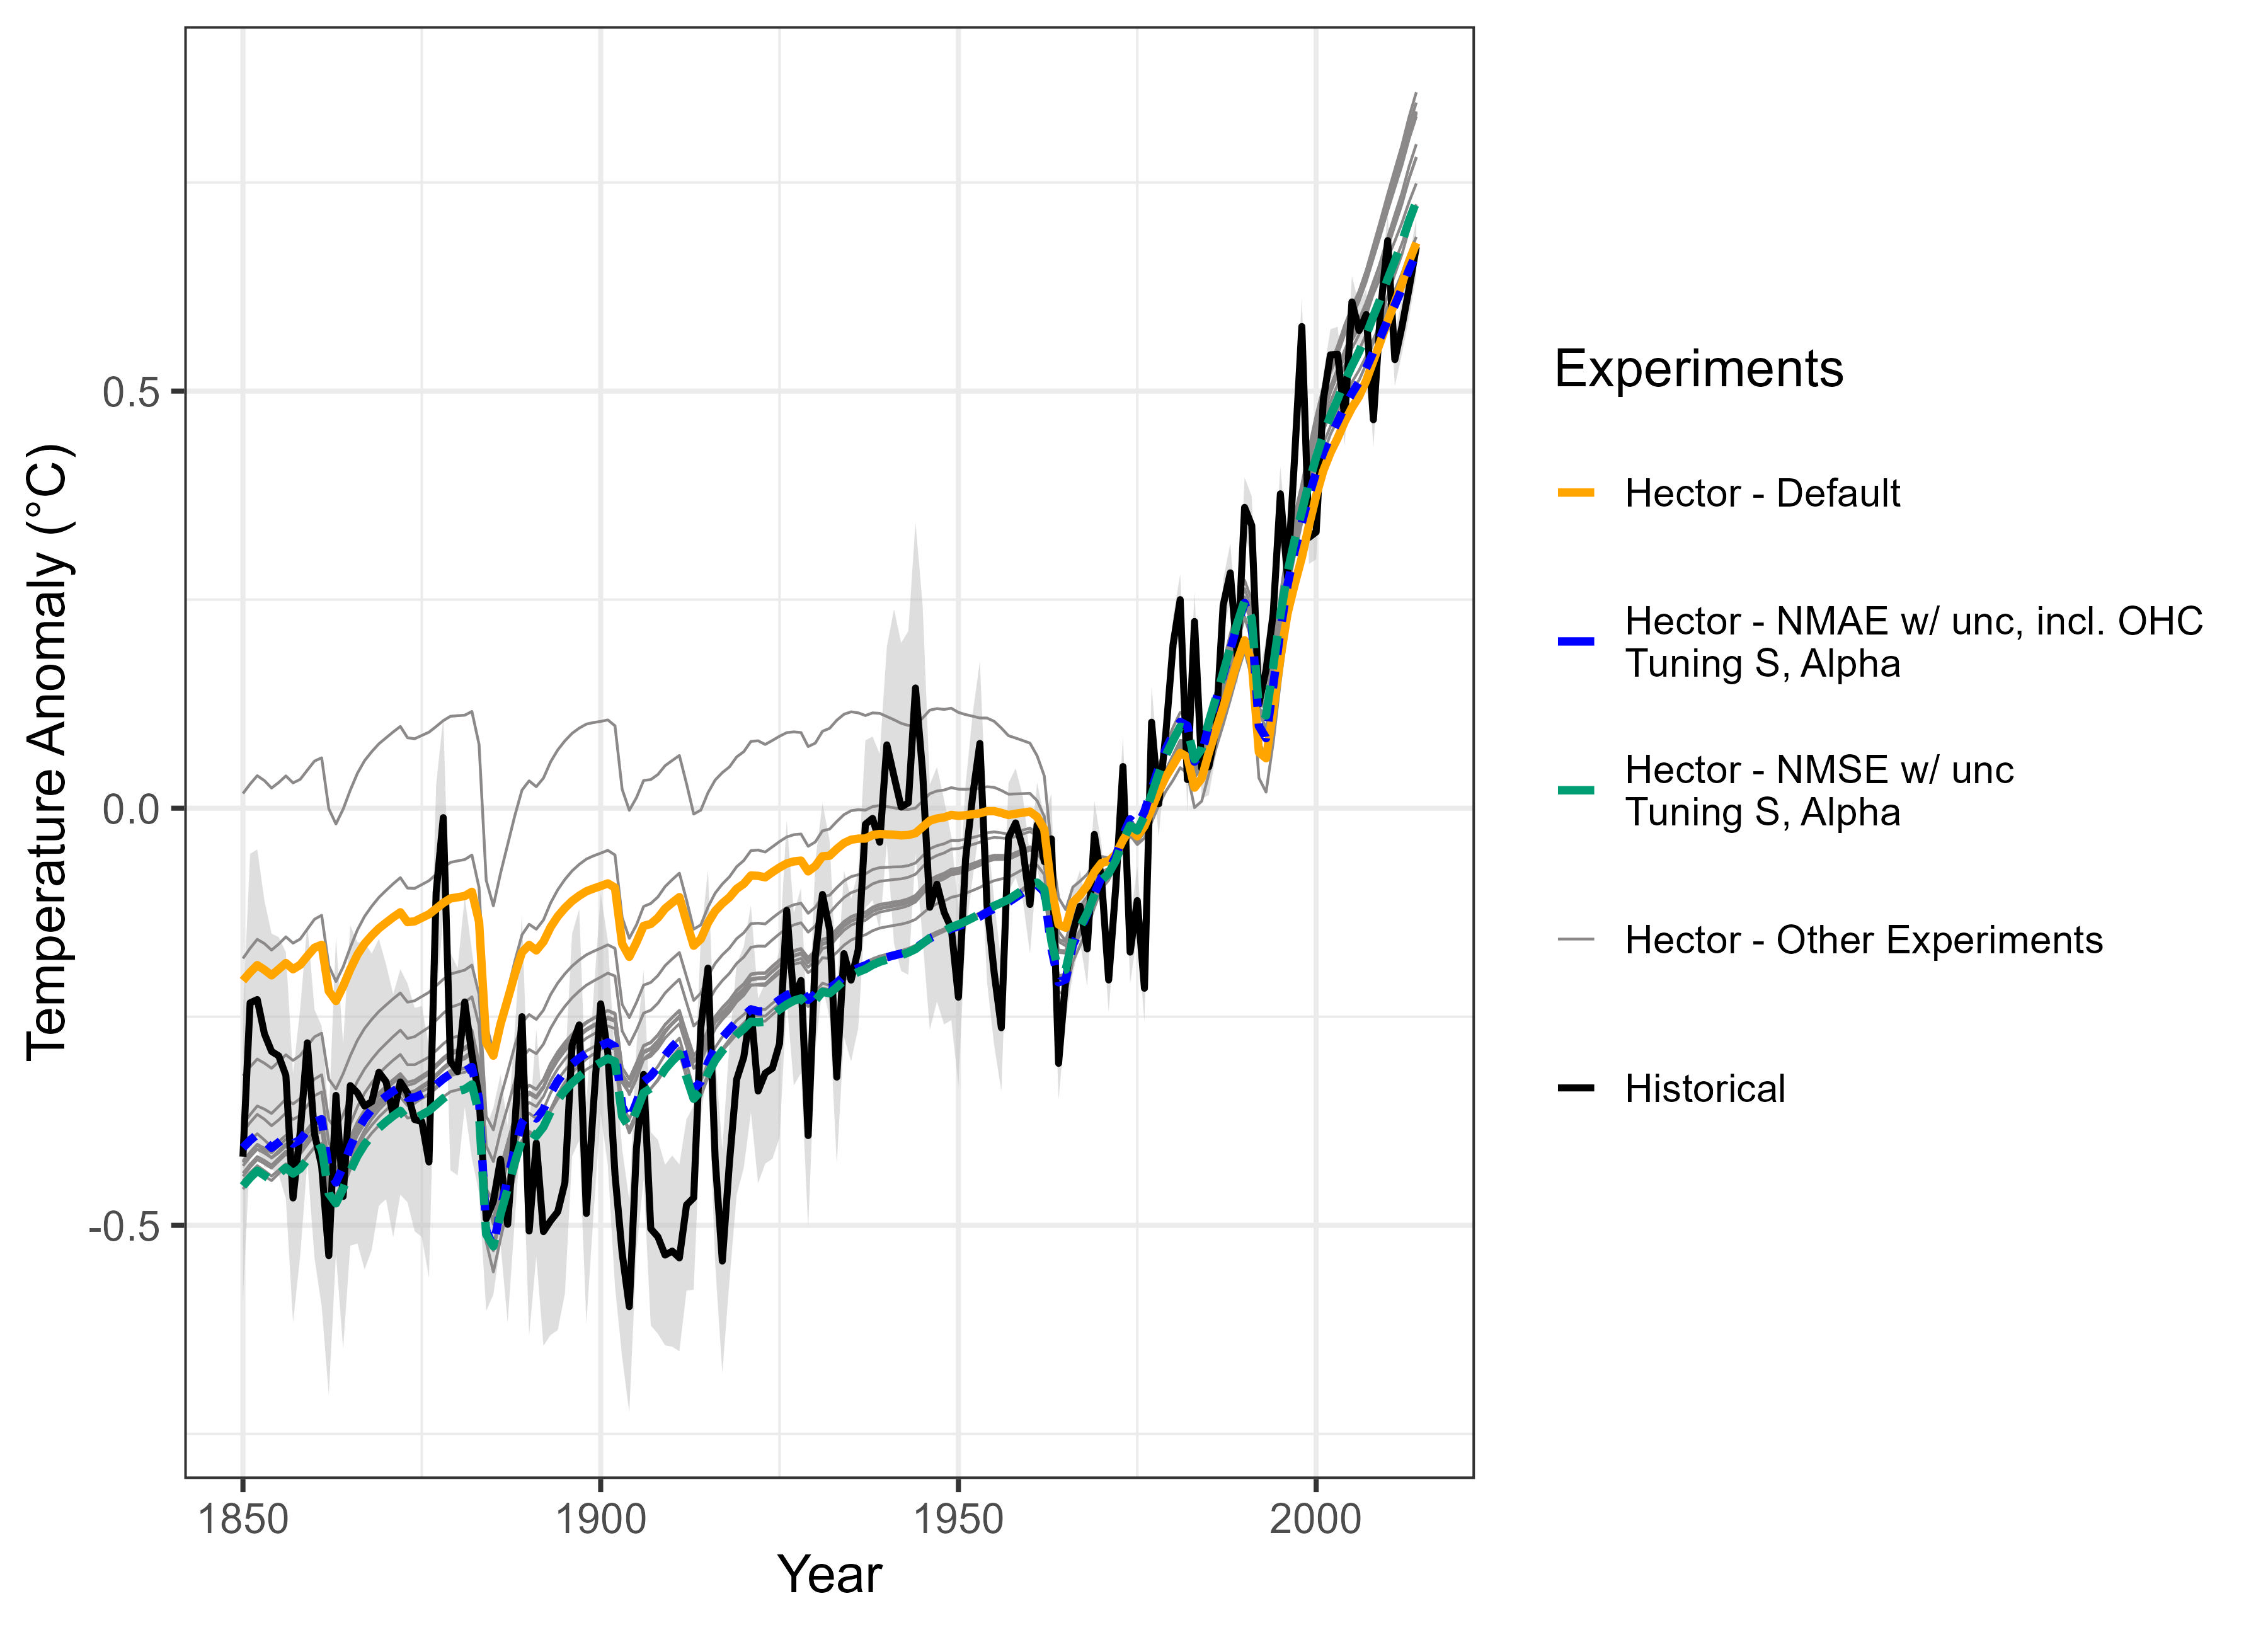 Temperature Anomaly (°C)
0.5
0.0
-0.5
1850
1900
1950
2000
Year
Experiments
Hector - Default
Hector - NMAE w/ unc, incl. OHC
Tuning S, Alpha
Hector - NMSE w/ unc
Tuning S, Alpha
Hector - Other Experiments
Historical